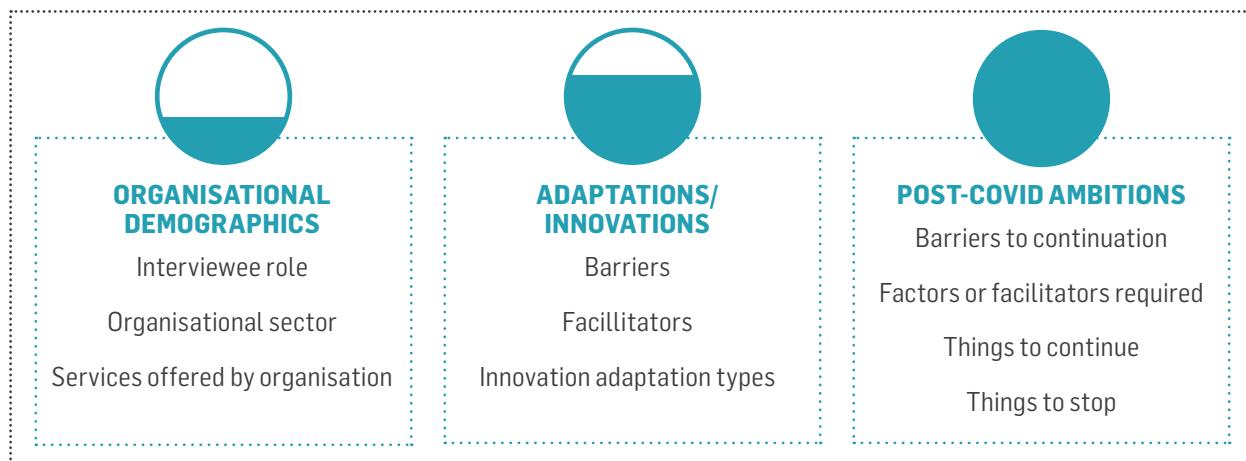 ORGANISATIONAL
DEMOGRAPHICS
Interviewee role
Organisational sector
Services offered by organisation
ADAPTATIONS/
INNOVATIONS
Barriers
Facillitators
Innovation adaptation types
POST-COVID AMBITIONS
Barriers to continuation
Factors or facilitators required
Things to continue
Things to stop